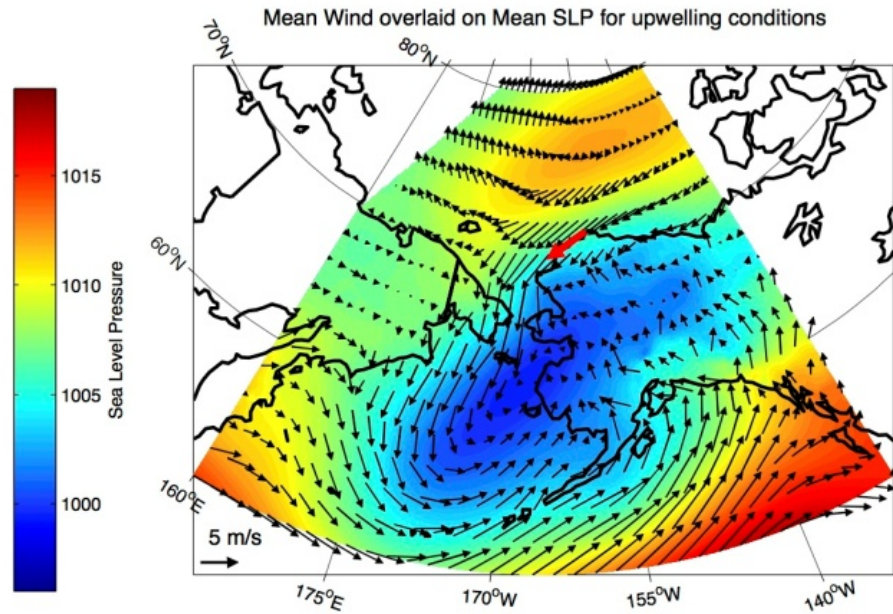 Mean Wind overlaid on Mean SLP for upwelling conditions
70°N
80°N
1015
1010
60°N
Sea Level Pressure
1005
1000
160°E
5 m/s
175°E
170°W
155°W
140°W